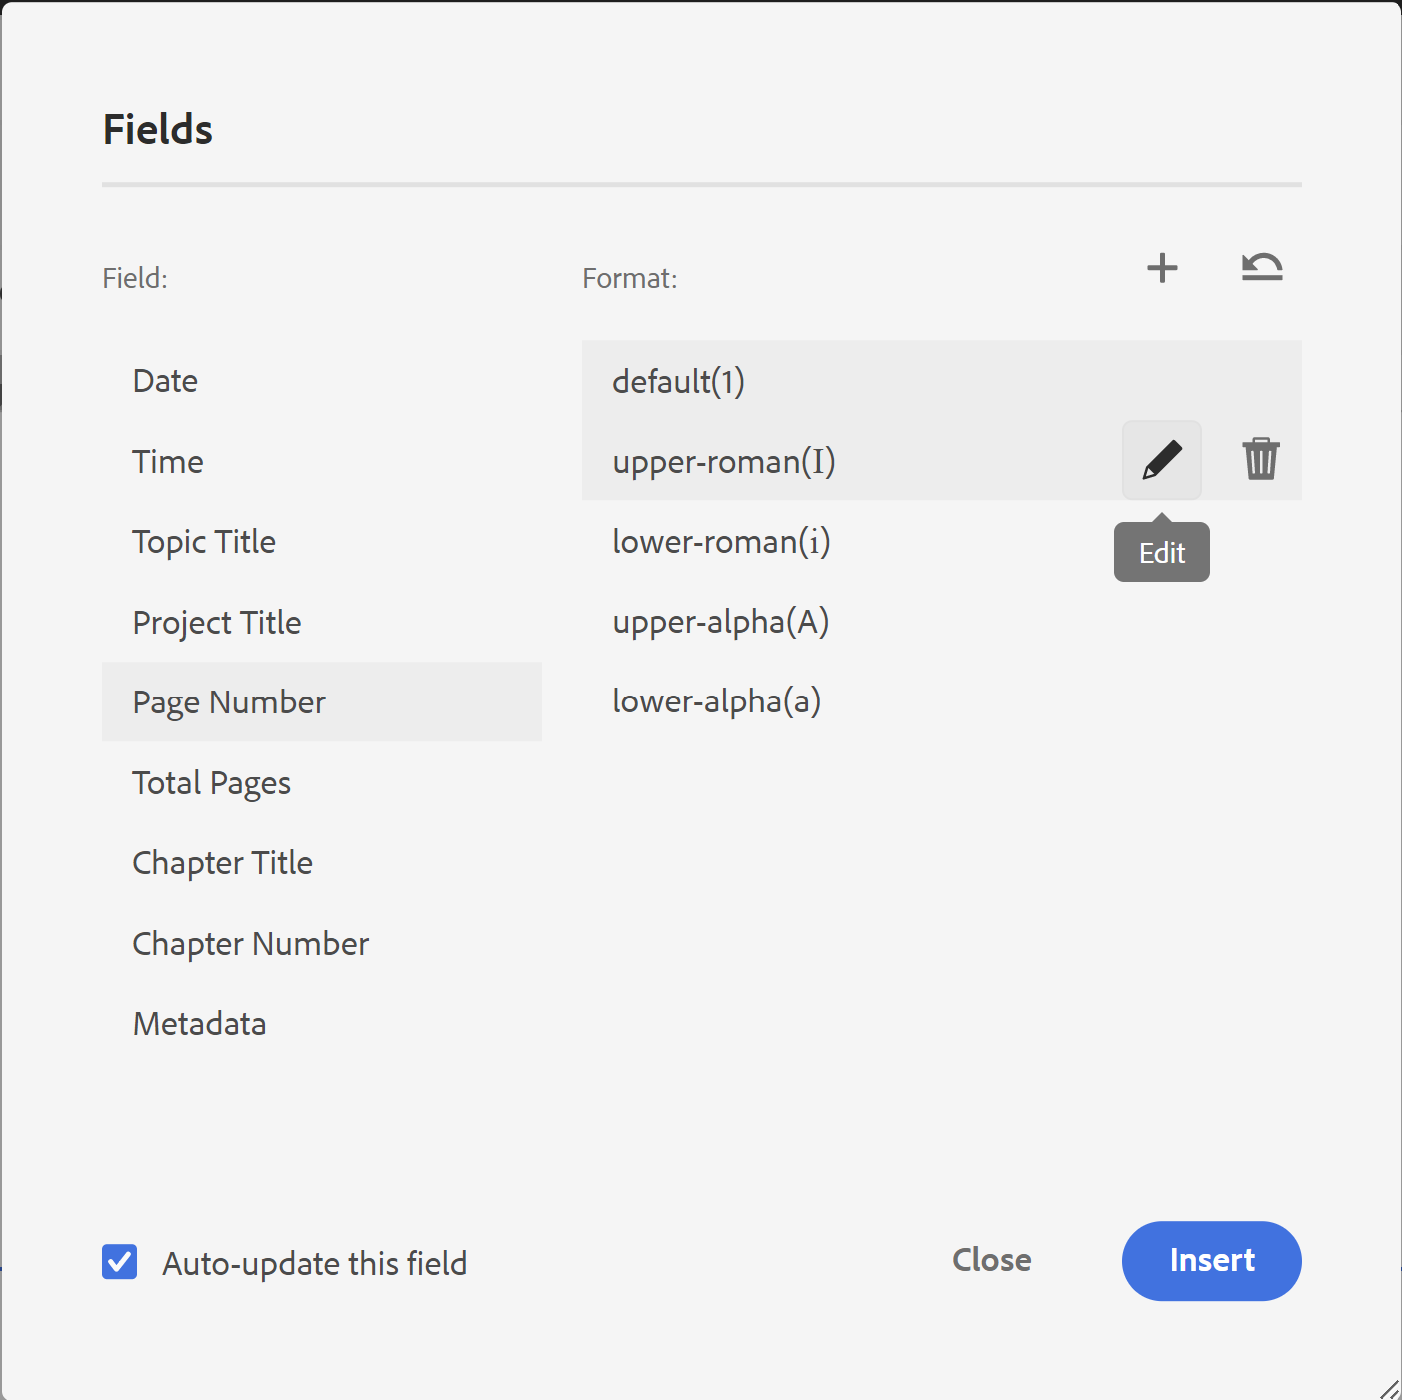 Fields
Field:
Format:
Date
Time
Topic Title
Project Title
Page Number
Total Pages
Chapter Title
Chapter Number
Metadata
default(1)
upper-roman(I)
lower-roman(i)
upper-alpha(A)
lower-alpha(a)
Edit
Auto-update this field
Close
Insert